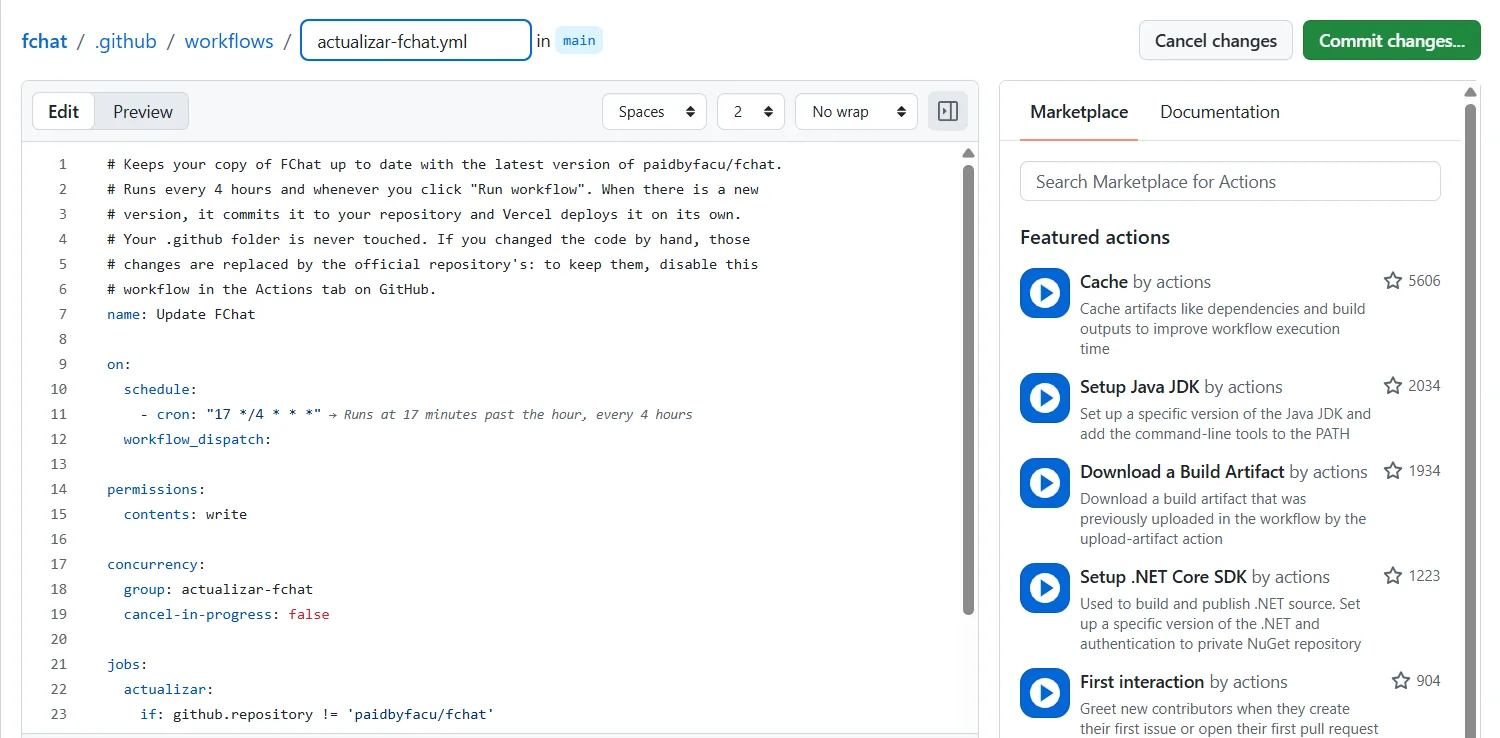 fchat / .github / workflows / actualizar-fchat.yml in main
Cancel changes
Commit changes...
Edit
Preview
Spaces
2
No wrap
1 # Keeps your copy of FChat up to date with the latest version of paidbyfacu/fchat.
2 # Runs every 4 hours and whenever you click "Run workflow". When there is a new
3 # version, it commits it to your repository and Vercel deploys it on its own.
4 # Your .github folder is never touched. If you changed the code by hand, those
5 # changes are replaced by the official repository's: to keep them, disable this
6 # workflow in the Actions tab on GitHub.
7 name: Update FChat
8
9 on:
10   schedule:
11     - cron: "17 */4 * * *" → Runs at 17 minutes past the hour, every 4 hours
12   workflow_dispatch:
13
14 permissions:
15   contents: write
16
17 concurrency:
18   group: actualizar-fchat
19   cancel-in-progress: false
20
21 jobs:
22   actualizar:
23     if: github.repository != 'paidbyfacu/fchat'
Marketplace
Documentation
Search Marketplace for Actions
Featured actions
Cache by actions
5606
Cache artifacts like dependencies and build
outputs to improve workflow execution
time
Setup Java JDK by actions
2034
Set up a specific version of the Java JDK and
add the command-line tools to the PATH
Download a Build Artifact by actions
1934
Download a build artifact that was
previously uploaded in the workflow by the
upload-artifact action
Setup .NET Core SDK by actions
1223
Used to build and publish .NET source. Set
up a specific version of the .NET and
authentication to private NuGet repository
First interaction by actions
904
Greet new contributors when they create
their first issue or open their first pull request